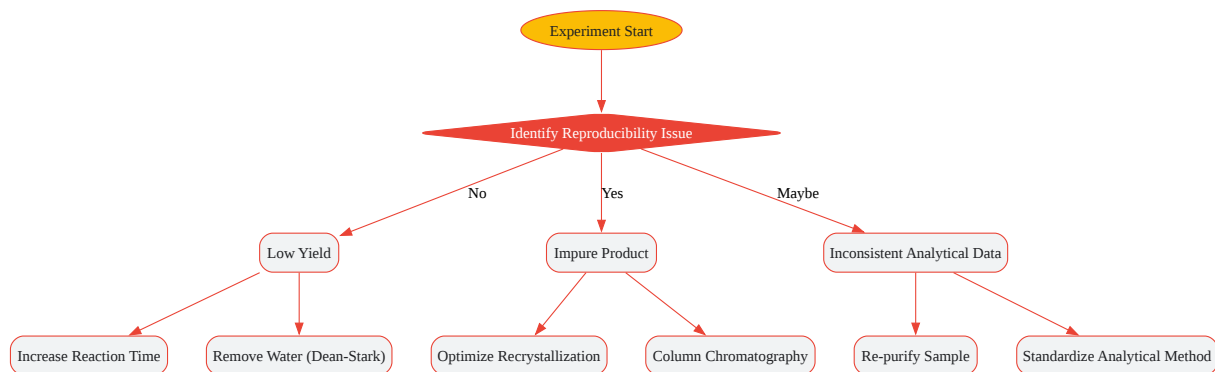 Experiment Start
Identify Reproducibility Issue
No
Yes
Maybe
Low Yield
Impure Product
Inconsistent Analytical Data
Increase Reaction Time
Remove Water (Dean-Stark)
Optimize Recrystallization
Column Chromatography
Re-purify Sample
Standardize Analytical Method